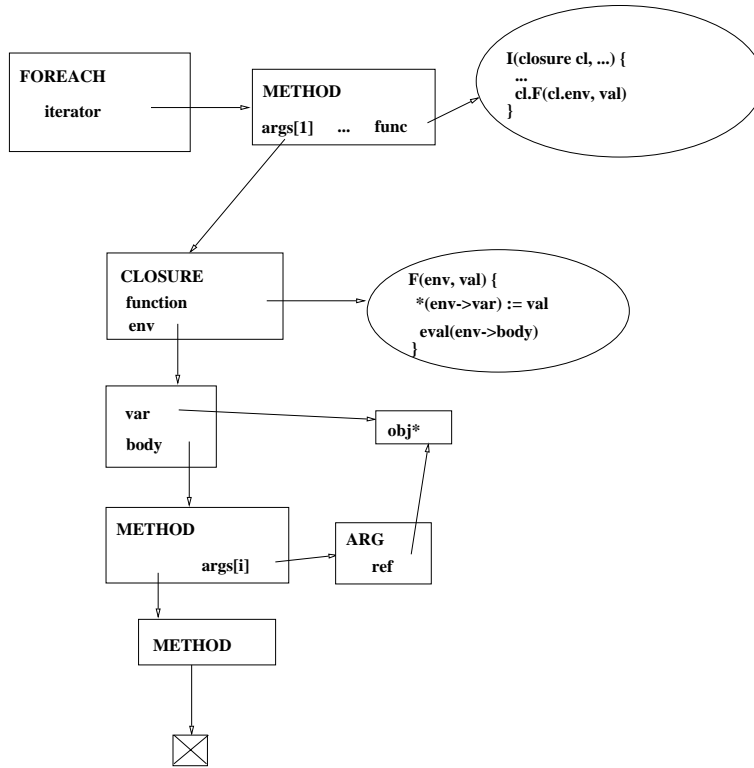 FOREACH
iterator
METHOD
args[1] ... func
I(closure cl, ...) {
...
cl.F(cl.env, val)
}
CLOSURE
function
env
F(env, val) {
*(env->var) := val
eval(env->body)
}
var
body
obj*
METHOD
args[i]
ARG
ref
METHOD